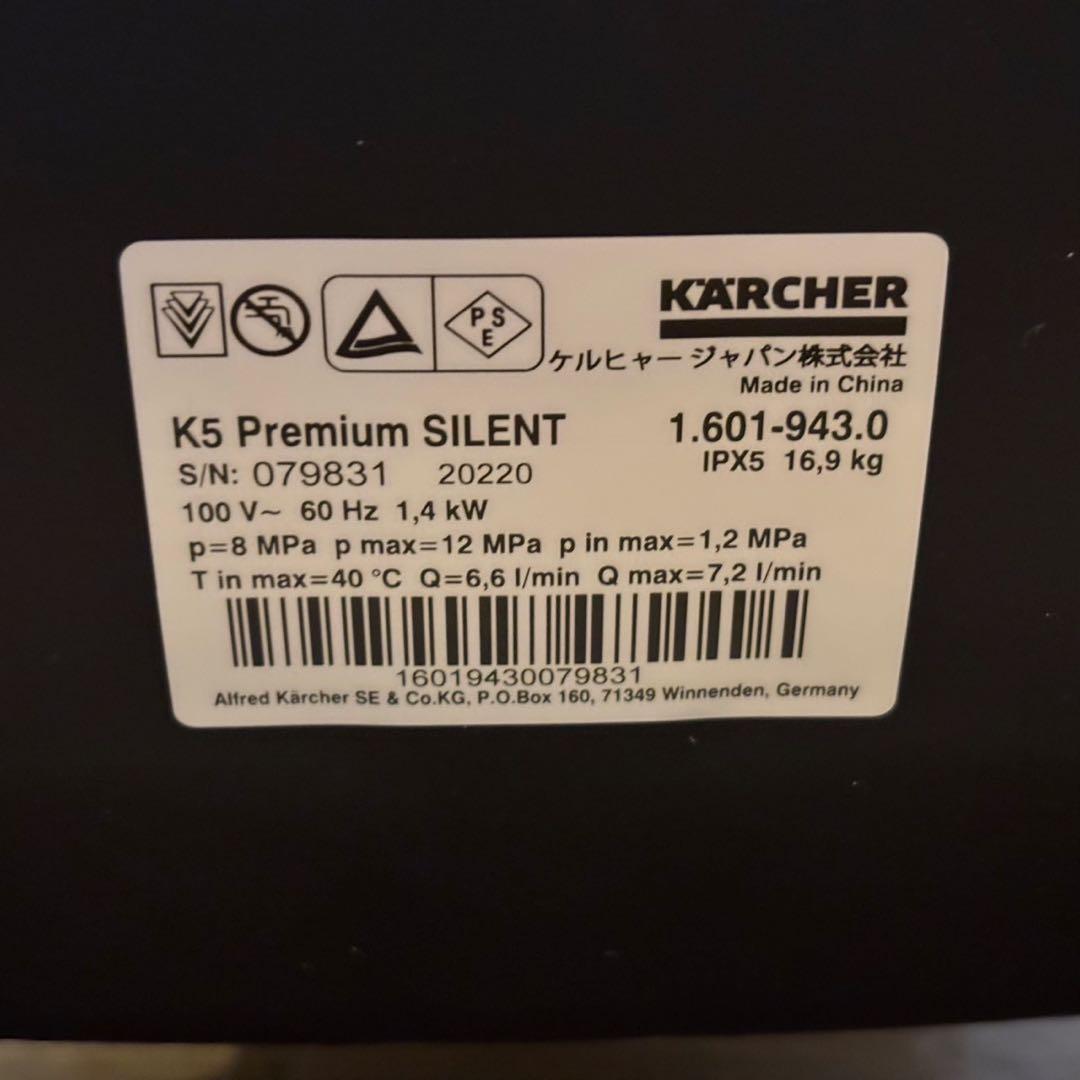 PSE
KÄRCHER
ケルヒャー ジャパン株式会社
Made in China
K5 Premium SILENT 1.601-943.0
S/N: 079831 20220 IPX5 16,9 kg
100 V~ 60 Hz 1,4 kW
p=8 MPa p max=12 MPa p in max=1,2 MPa
T in max=40 °C Q=6,6 l/min Q max=7,2 l/min
16019430079831
Alfred Kärcher SE & Co.KG, P.O.Box 160, 71349 Winnenden, Germany